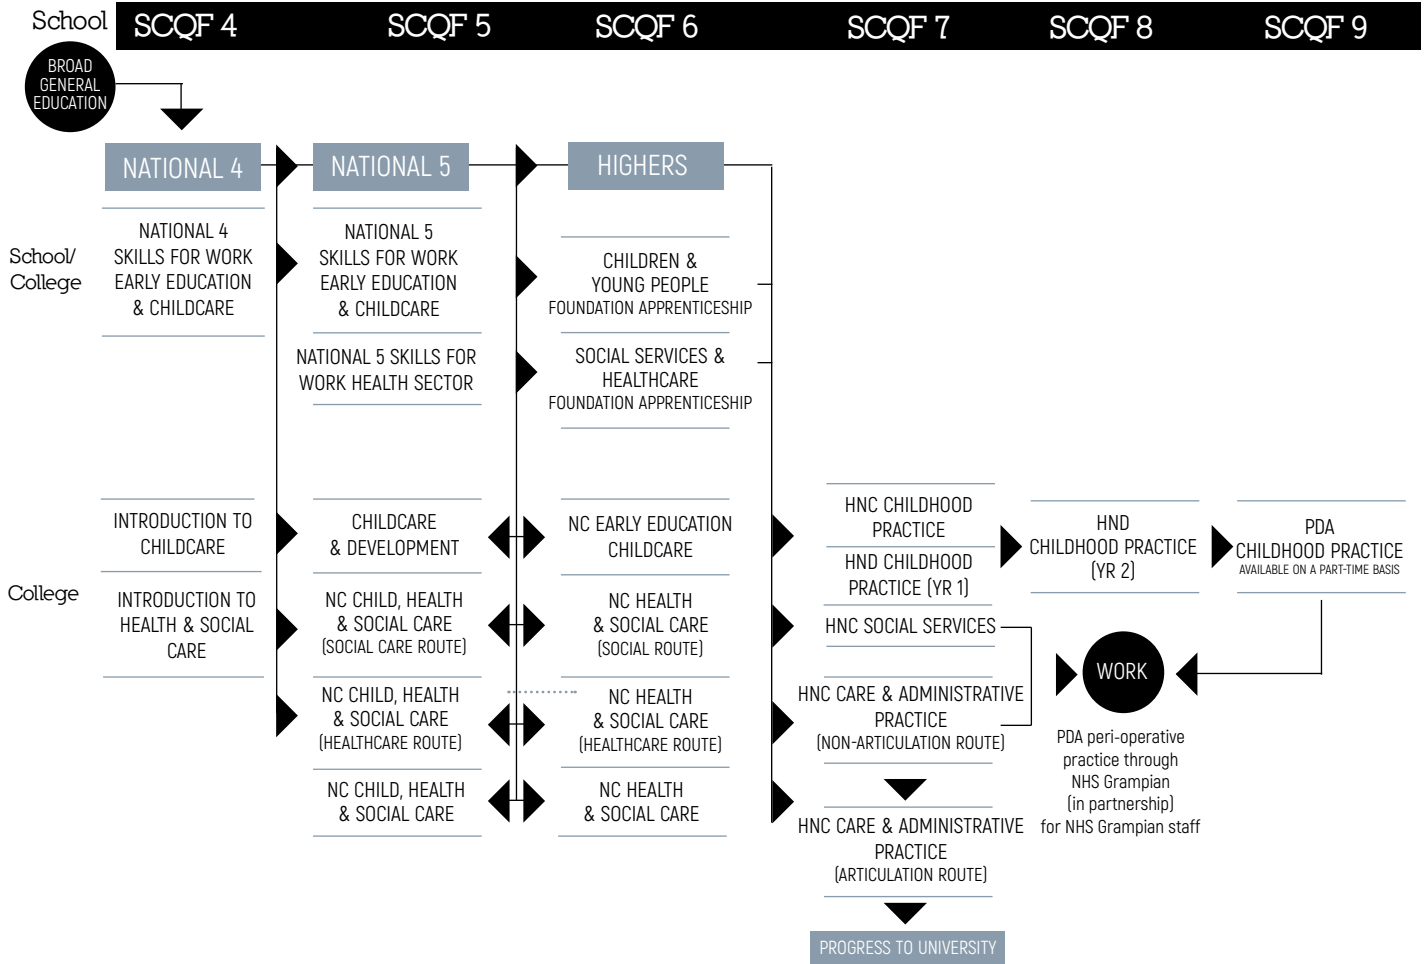 School
SCQF 4
SCQF 5
SCQF 6
SCQF 7
SCQF 8
SCQF 9
BROAD
GENERAL
EDUCATION
NATIONAL 4
NATIONAL 5
HIGHERS
School/
College
NATIONAL 4
SKILLS FOR WORK
EARLY EDUCATION
& CHILDCARE
NATIONAL 5
SKILLS FOR WORK
EARLY EDUCATION
& CHILDCARE
CHILDREN &
YOUNG PEOPLE
FOUNDATION APPRENTICESHIP
NATIONAL 5 SKILLS FOR
WORK HEALTH SECTOR
SOCIAL SERVICES &
HEALTHCARE
FOUNDATION APPRENTICESHIP
College
INTRODUCTION TO
CHILDCARE
CHILDCARE
& DEVELOPMENT
NC EARLY EDUCATION
CHILDCARE
HNC CHILDHOOD
PRACTICE
HND CHILDHOOD
PRACTICE (YR 1)
HND
CHILDHOOD PRACTICE
(YR 2)
PDA
CHILDHOOD PRACTICE
AVAILABLE ON A PART-TIME BASIS
INTRODUCTION TO
HEALTH & SOCIAL
CARE
NC CHILD, HEALTH
& SOCIAL CARE
(SOCIAL CARE ROUTE)
NC HEALTH
& SOCIAL CARE
(SOCIAL ROUTE)
HNC SOCIAL SERVICES
WORK
NC CHILD, HEALTH
& SOCIAL CARE
(HEALTHCARE ROUTE)
NC HEALTH
& SOCIAL CARE
(HEALTHCARE ROUTE)
HNC CARE & ADMINISTRATIVE
PRACTICE
(NON-ARTICULATION ROUTE)
PDA peri-operative
practice through
NHS Grampian
(in partnership)
for NHS Grampian staff
NC CHILD, HEALTH
& SOCIAL CARE
NC HEALTH
& SOCIAL CARE
HNC CARE & ADMINISTRATIVE
PRACTICE
(ARTICULATION ROUTE)
PROGRESS TO UNIVERSITY